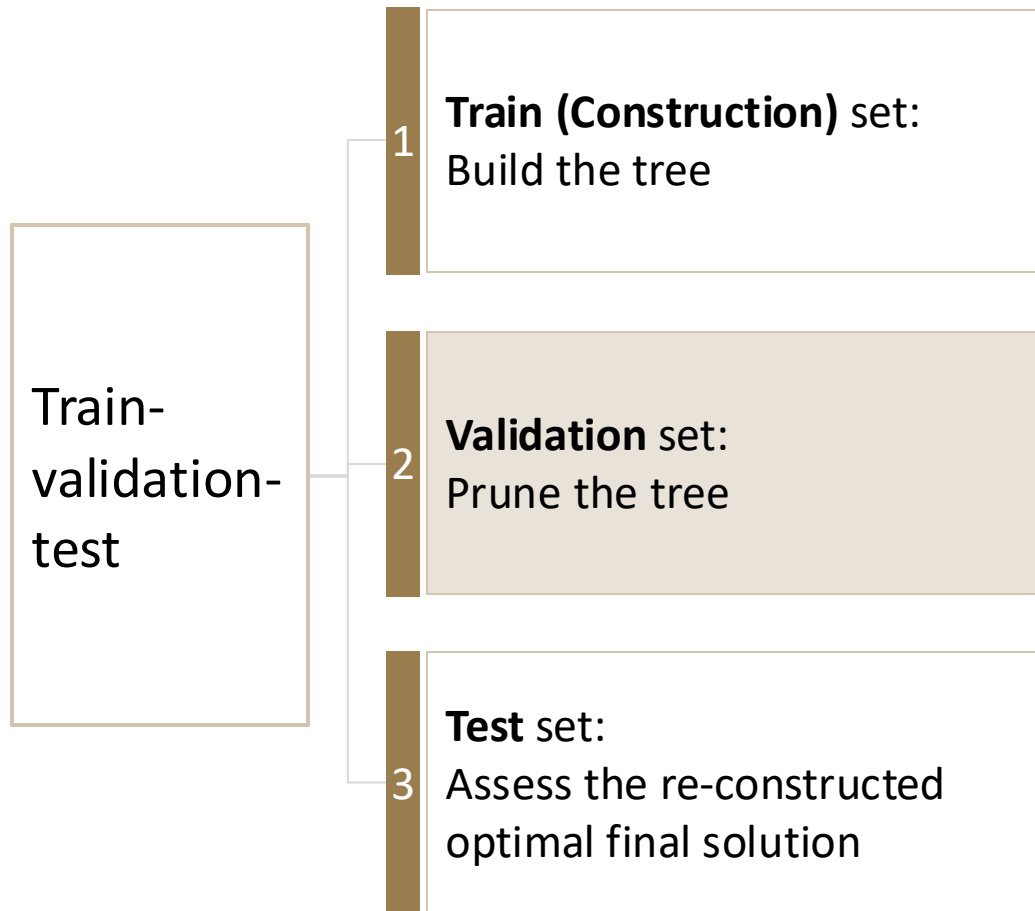 Train-
validation-
test
1
Train (Construction) set:
Build the tree
2
Validation set:
Prune the tree
3
Test set:
Assess the re-constructed
optimal final solution